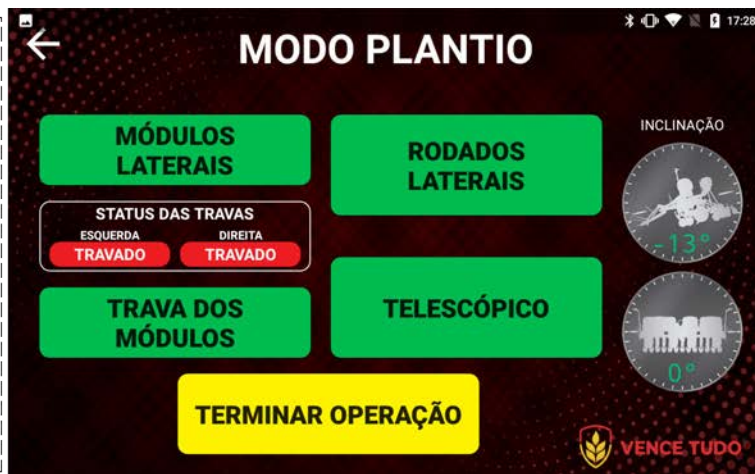 17:28
MODO PLANTIO
MÓDULOS
LATERAIS
RODADOS
LATERAIS
INCLINAÇÃO
-13°
STATUS DAS TRAVAS
ESQUERDA DIREITA
TRAVADO TRAVADO
TRAVA DOS
MÓDULOS
TELESCÓPICO
0°
TERMINAR OPERAÇÃO
VENCE TUDO